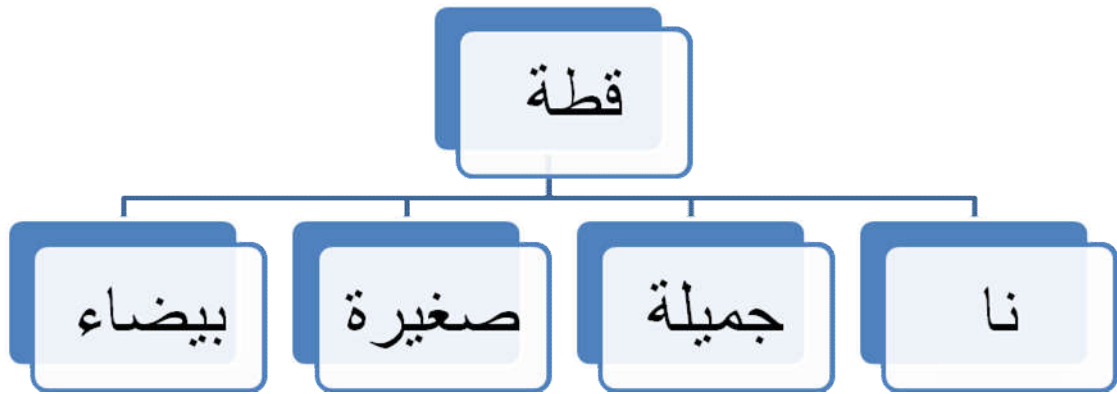 قطة
نا
جميلة
صغيرة
بيضاء